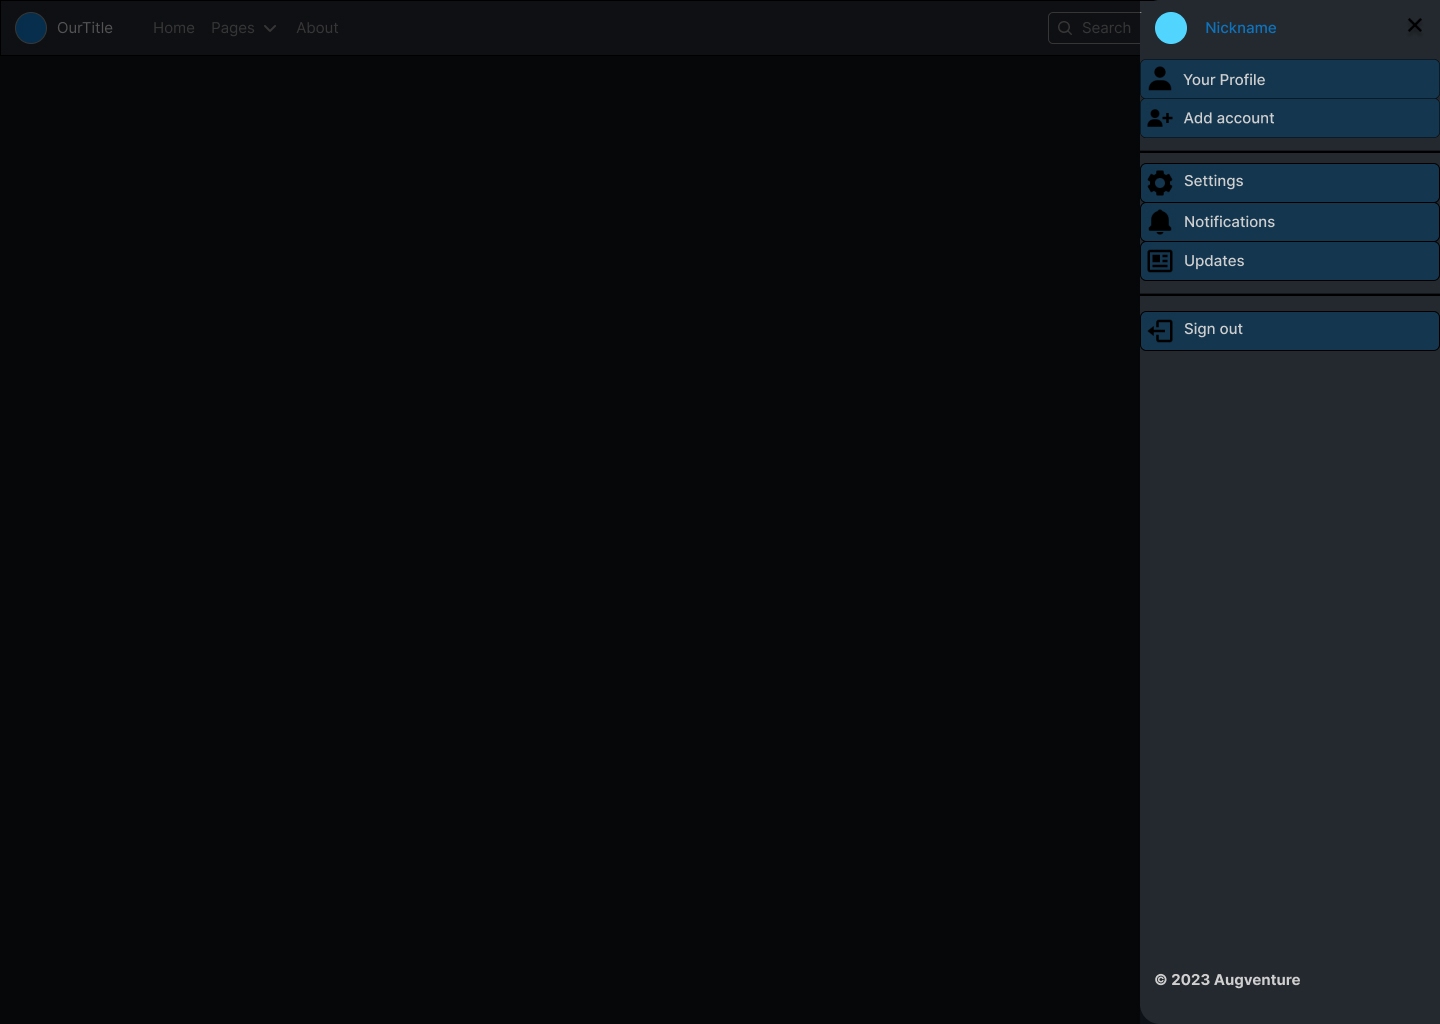 OurTitle Home Pages About Search Nickname
Your Profile
Add account
Settings
Notifications
Updates
Sign out
© 2023 Augventure